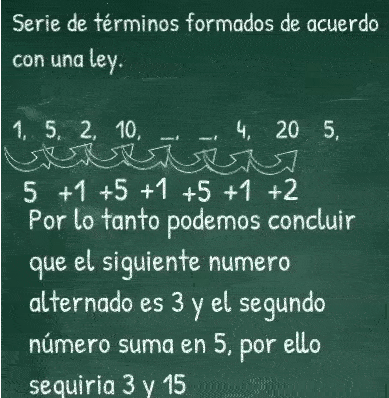 Serie de términos formados de acuerdo
con una ley.
1, 5, 2, 10, _, _, 4, 20 5,
5 +1 +5 +1 +5 +1 +2
Por lo tanto podemos concluir
que el siguiente numero
alternado es 3 y el segundo
número suma en 5, por ello
seguiria 3 y 15